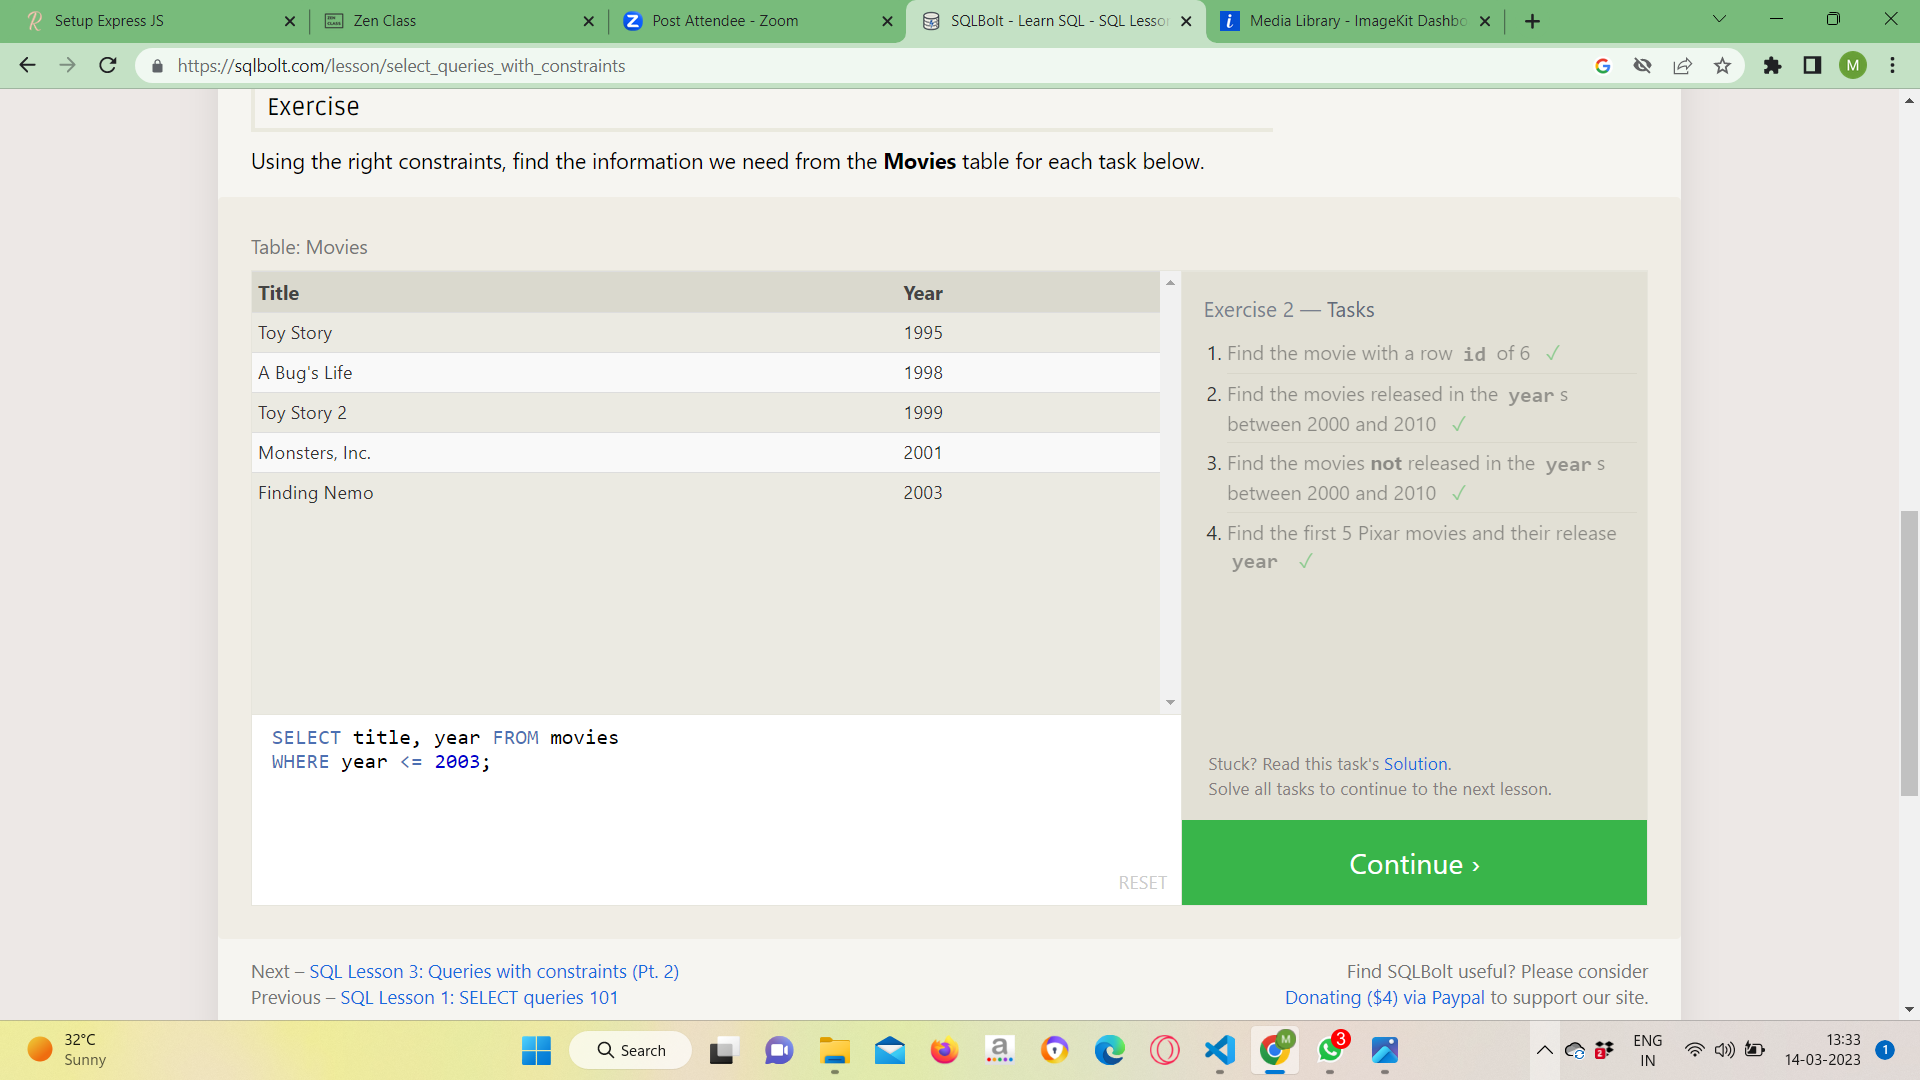 Setup Express JS
Zen Class
Post Attendee - Zoom
SQLBolt - Learn SQL - SQL Lesson
Media Library - ImageKit Dashbo
https://sqlbolt.com/lesson/select_queries_with_constraints
M
Exercise
Using the right constraints, find the information we need from the Movies table for each task below.
Table: Movies
Title Year
Toy Story 1995
A Bug's Life 1998
Toy Story 2 1999
Monsters, Inc. 2001
Finding Nemo 2003
Exercise 2 — Tasks
1. Find the movie with a row id of 6 ✓
2. Find the movies released in the year s
between 2000 and 2010 ✓
3. Find the movies not released in the year s
between 2000 and 2010 ✓
4. Find the first 5 Pixar movies and their release
year ✓
SELECT title, year FROM movies
WHERE year <= 2003;
RESET
Stuck? Read this task's Solution.
Solve all tasks to continue to the next lesson.
Continue ›
Next – SQL Lesson 3: Queries with constraints (Pt. 2)
Previous – SQL Lesson 1: SELECT queries 101
Find SQLBolt useful? Please consider
Donating ($4) via Paypal to support our site.
32°C
Sunny
Search
M
3
2
ENG
IN
13:33
14-03-2023
1